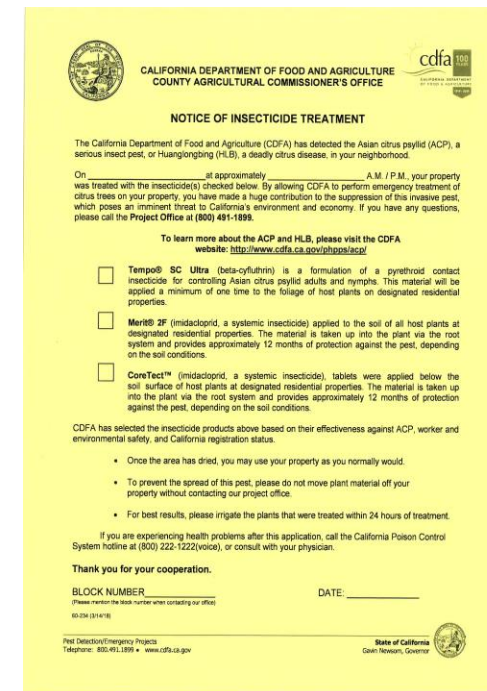 cdfa
100
CALIFORNIA DEPARTMENT
OF FOOD AND AGRICULTURE
CALIFORNIA DEPARTMENT OF FOOD AND AGRICULTURE
COUNTY AGRICULTURAL COMMISSIONER'S OFFICE
NOTICE OF INSECTICIDE TREATMENT
The California Department of Food and Agriculture (CDFA) has detected the Asian citrus psyllid (ACP), a
serious insect pest, or Huanglongbing (HLB), a deadly citrus disease, in your neighborhood.
On ____________________at approximately ________________ A.M. / P.M., your property
was treated with the insecticide(s) checked below. By allowing CDFA to perform emergency treatment of
citrus trees on your property, you have made a huge contribution to the suppression of this invasive pest,
which poses an imminent threat to California's environment and economy. If you have any questions,
please call the Project Office at (800) 491-1899.
To learn more about the ACP and HLB, please visit the CDFA
website: http://www.cdfa.ca.gov/phpps/acp/
Tempo® SC Ultra (beta-cyfluthrin) is a formulation of a pyrethroid contact
insecticide for controlling Asian citrus psyllid adults and nymphs. This material will be
applied a minimum of one time to the foliage of host plants on designated residential
properties.
Merit® 2F (imidacloprid, a systemic insecticide) applied to the soil of all host plants at
designated residential properties. The material is taken up into the plant via the root
system and provides approximately 12 months of protection against the pest, depending
on the soil conditions.
CoreTect™ (imidacloprid, a systemic insecticide), tablets were applied below the
soil surface of host plants at designated residential properties. The material is taken up
into the plant via the root system and provides approximately 12 months of protection
against the pest, depending on the soil conditions.
CDFA has selected the insecticide products above based on their effectiveness against ACP, worker and
environmental safety, and California registration status.
• Once the area has dried, you may use your property as you normally would.
• To prevent the spread of this pest, please do not move plant material off your
property without contacting our project office.
• For best results, please irrigate the plants that were treated within 24 hours of treatment.
If you are experiencing health problems after this application, call the California Poison Control
System hotline at (800) 222-1222(voice), or consult with your physician.
Thank you for your cooperation.
BLOCK NUMBER____________ DATE: ____________
(Please mention the block number when contacting our office)
60-234 (3/14/18)
Pest Detection/Emergency Projects State of California
Telephone: 800.491.1899 • www.cdfa.ca.gov Gavin Newsom, Governor